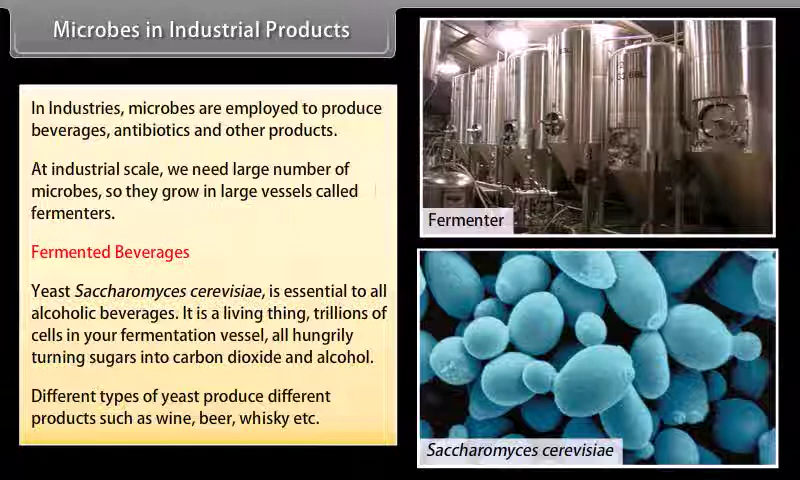 Microbes in Industrial Products
In Industries, microbes are employed to produce
beverages, antibiotics and other products.
At industrial scale, we need large number of
microbes, so they grow in large vessels called
fermenters.
Fermented Beverages
Yeast Saccharomyces cerevisiae, is essential to all
alcoholic beverages. It is a living thing, trillions of
cells in your fermentation vessel, all hungrily
turning sugars into carbon dioxide and alcohol.
Different types of yeast produce different
products such as wine, beer, whisky etc.
Fermenter
Saccharomyces cerevisiae